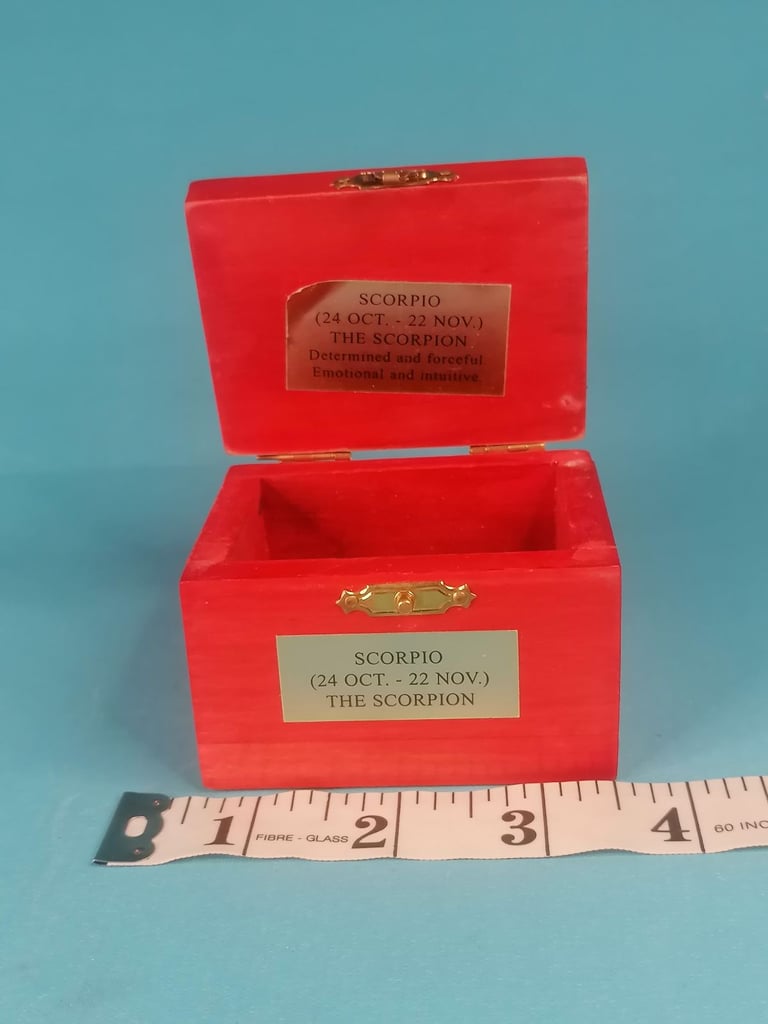 SCORPIO
(24 OCT. - 22 NOV.)
THE SCORPION
Determined and forceful
Emotional and intuitive
SCORPIO
(24 OCT. - 22 NOV.)
THE SCORPION
1 FIBRE - GLASS 2 3 4 60 INC